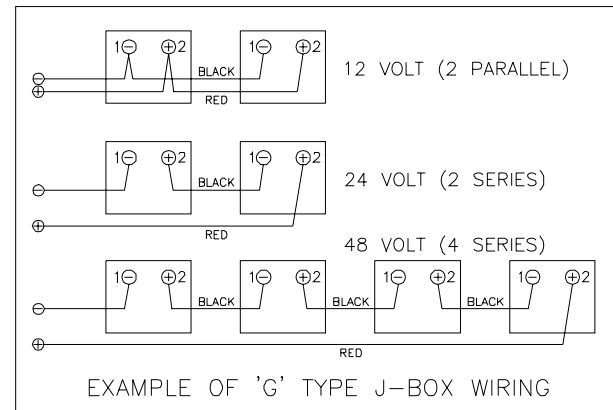 1⊖ ⊕2 1⊖ ⊕2
12 VOLT (2 PARALLEL)
⊖ BLACK
⊕ RED
1⊖ ⊕2 1⊖ ⊕2
24 VOLT (2 SERIES)
⊖ BLACK
⊕ RED
48 VOLT (4 SERIES)
1⊖ ⊕2 1⊖ ⊕2 1⊖ ⊕2 1⊖ ⊕2
⊖ BLACK BLACK BLACK
⊕ RED
EXAMPLE OF 'G' TYPE J-BOX WIRING